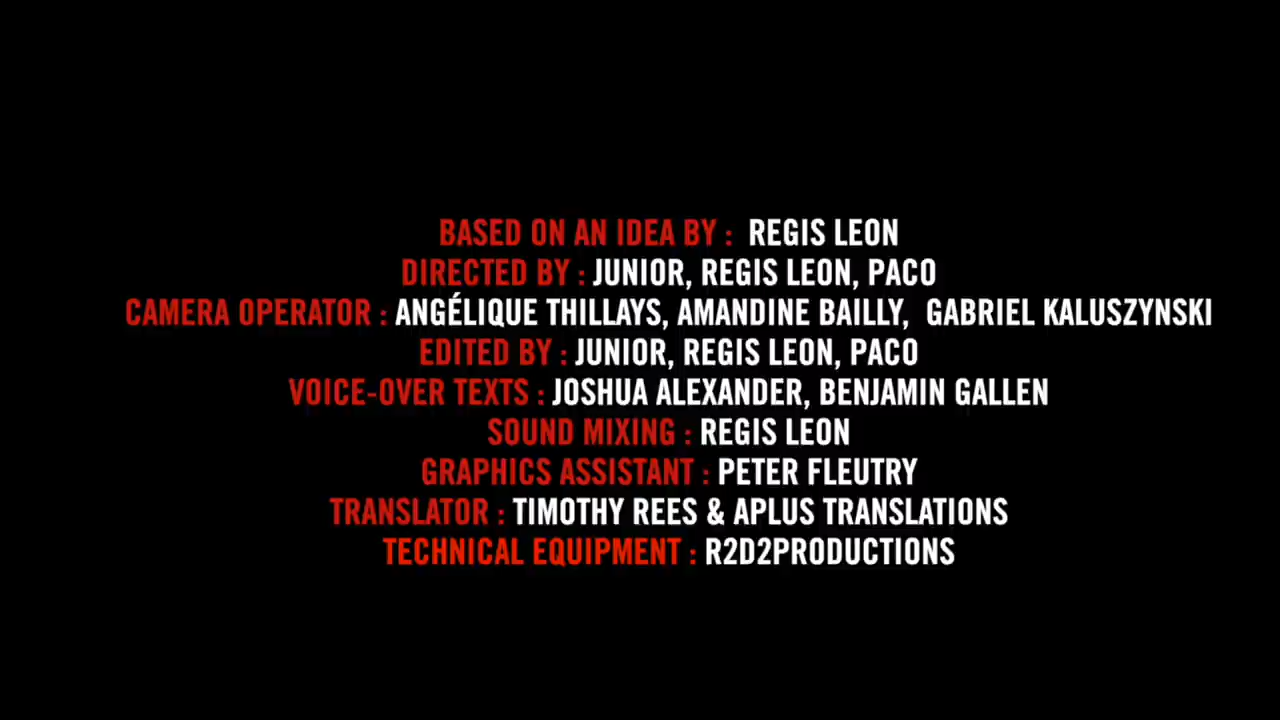 BASED ON AN IDEA BY : REGIS LEON
DIRECTED BY : JUNIOR, REGIS LEON, PACO
CAMERA OPERATOR : ANGÉLIQUE THILLAYS, AMANDINE BAILLY, GABRIEL KALUSZYNSKI
EDITED BY : JUNIOR, REGIS LEON, PACO
VOICE-OVER TEXTS : JOSHUA ALEXANDER, BENJAMIN GALLEN
SOUND MIXING : REGIS LEON
GRAPHICS ASSISTANT : PETER FLEUTRY
TRANSLATOR : TIMOTHY REES & APLUS TRANSLATIONS
TECHNICAL EQUIPMENT : R2D2PRODUCTIONS